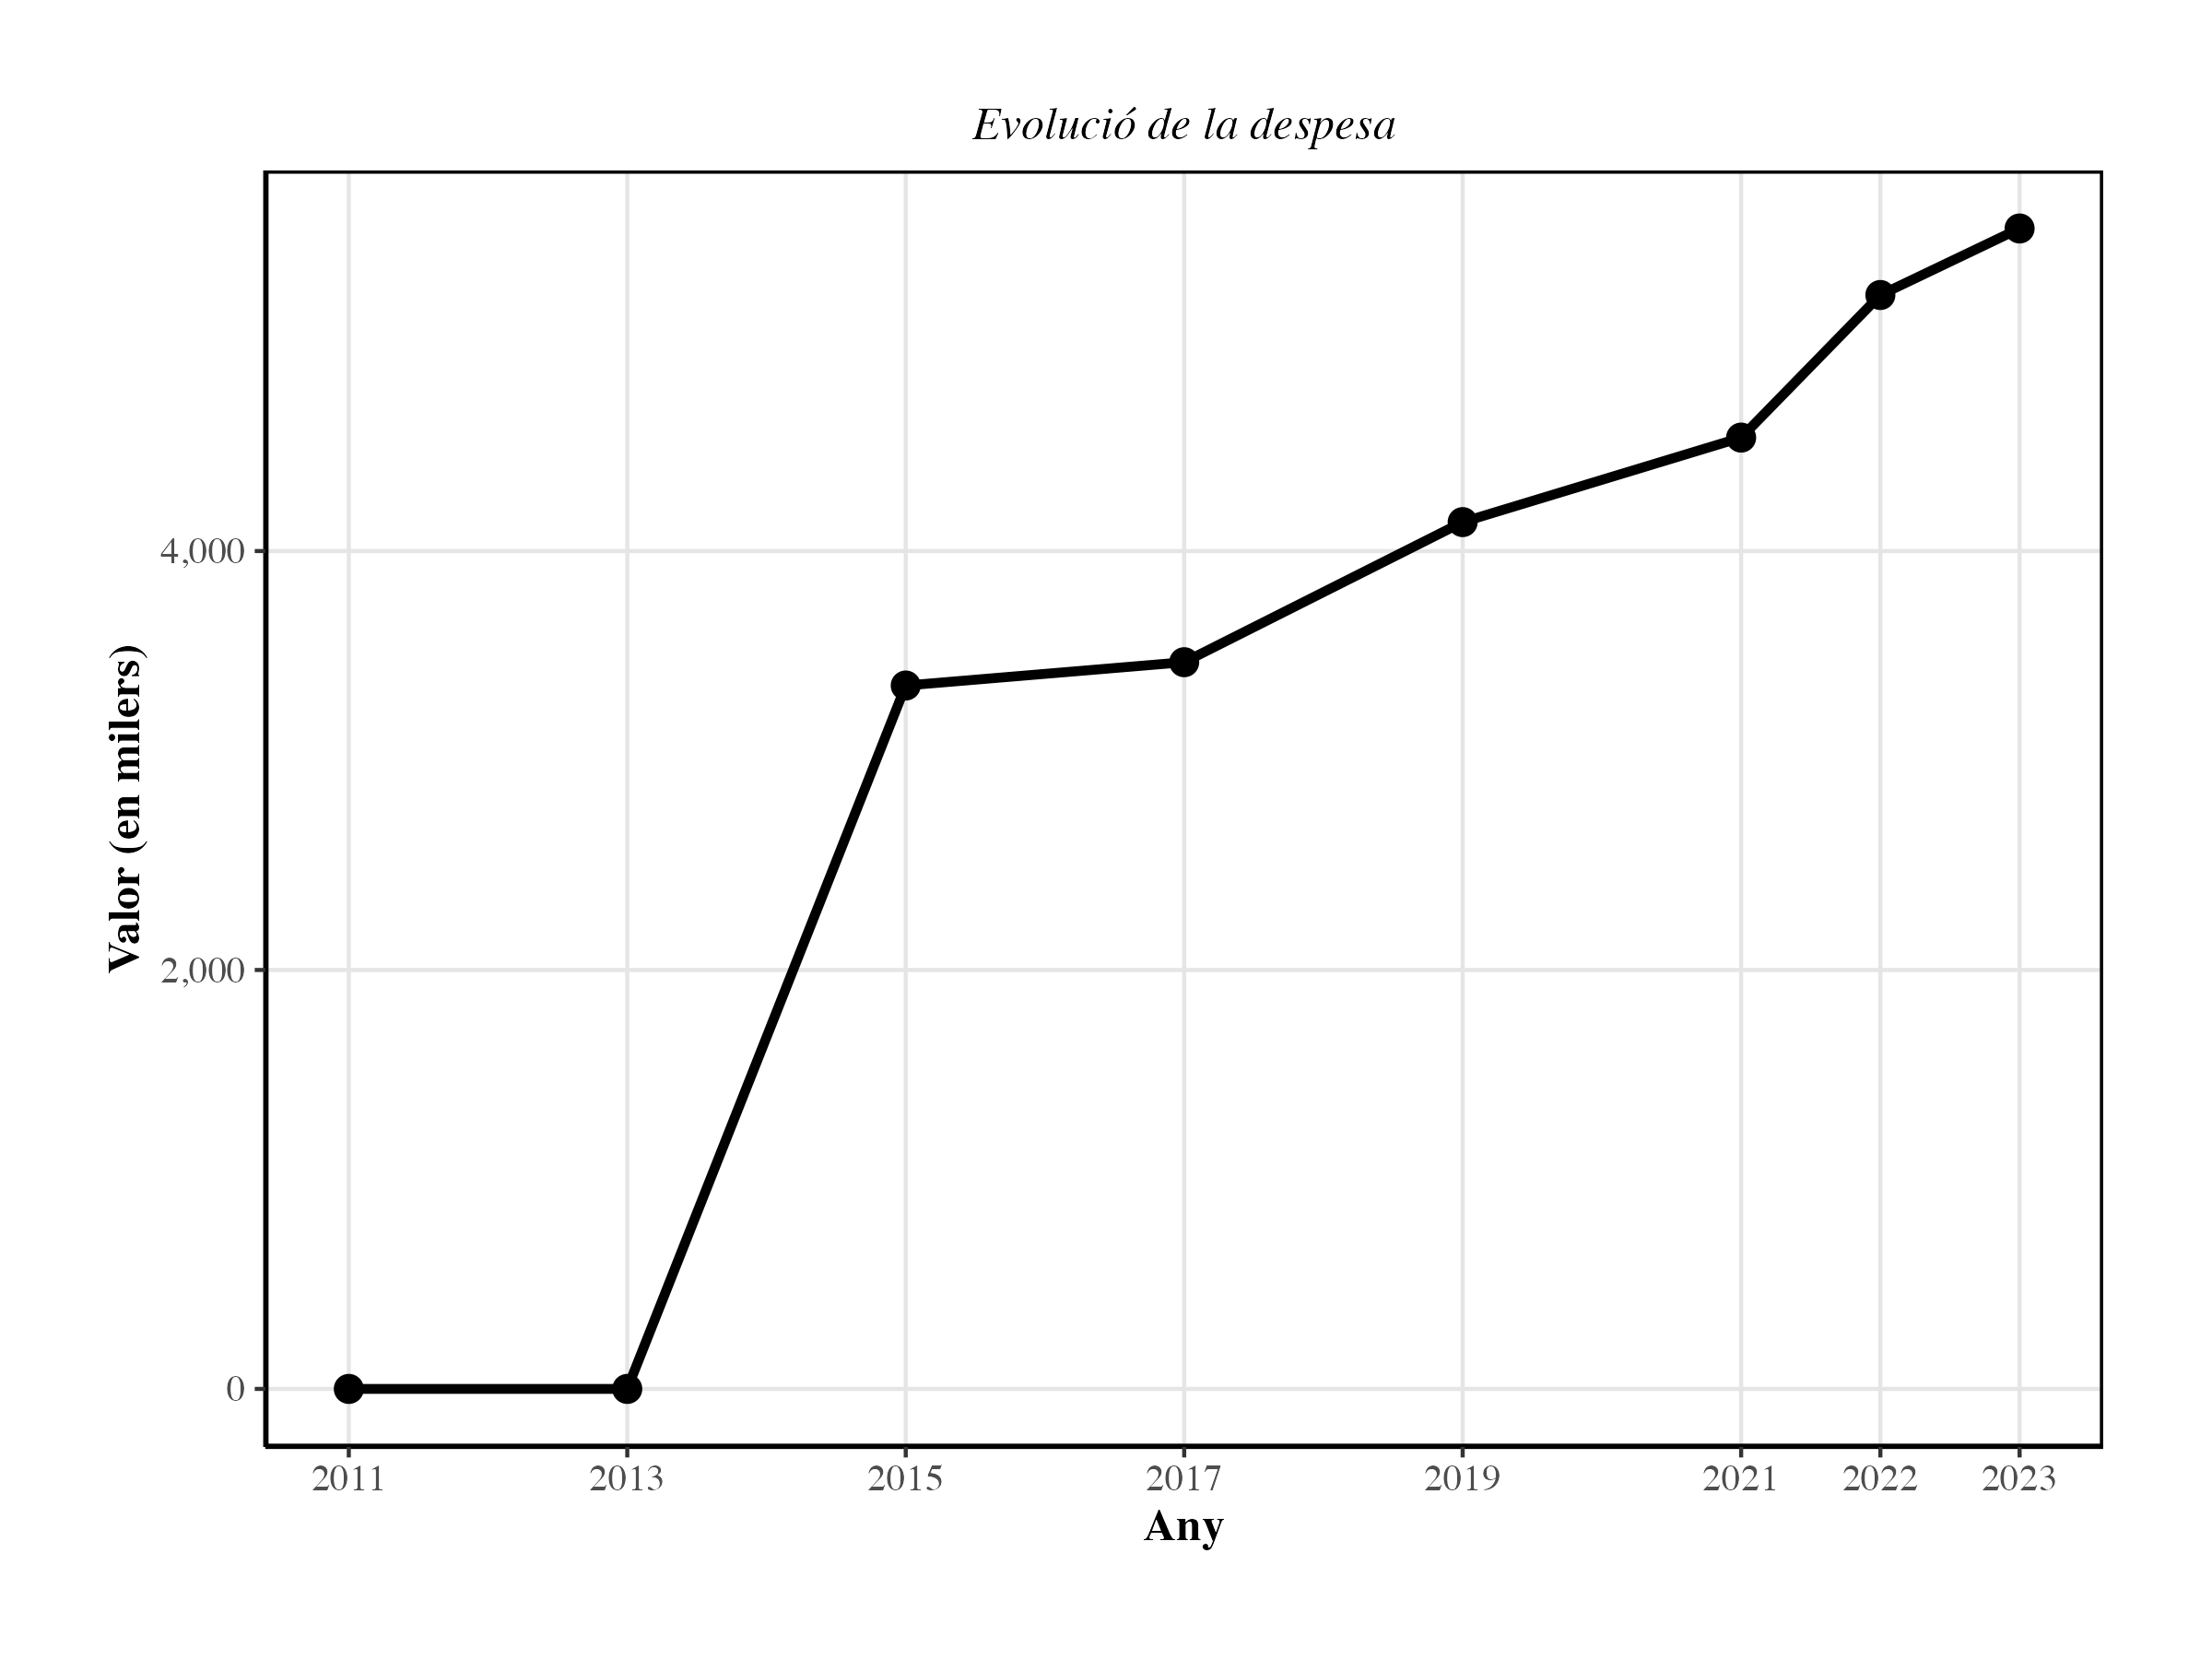 Evolució de la despesa
Valor (en milers)
4,000
2,000
0
2011 2013 2015 2017 2019 2021 2022 2023
Any